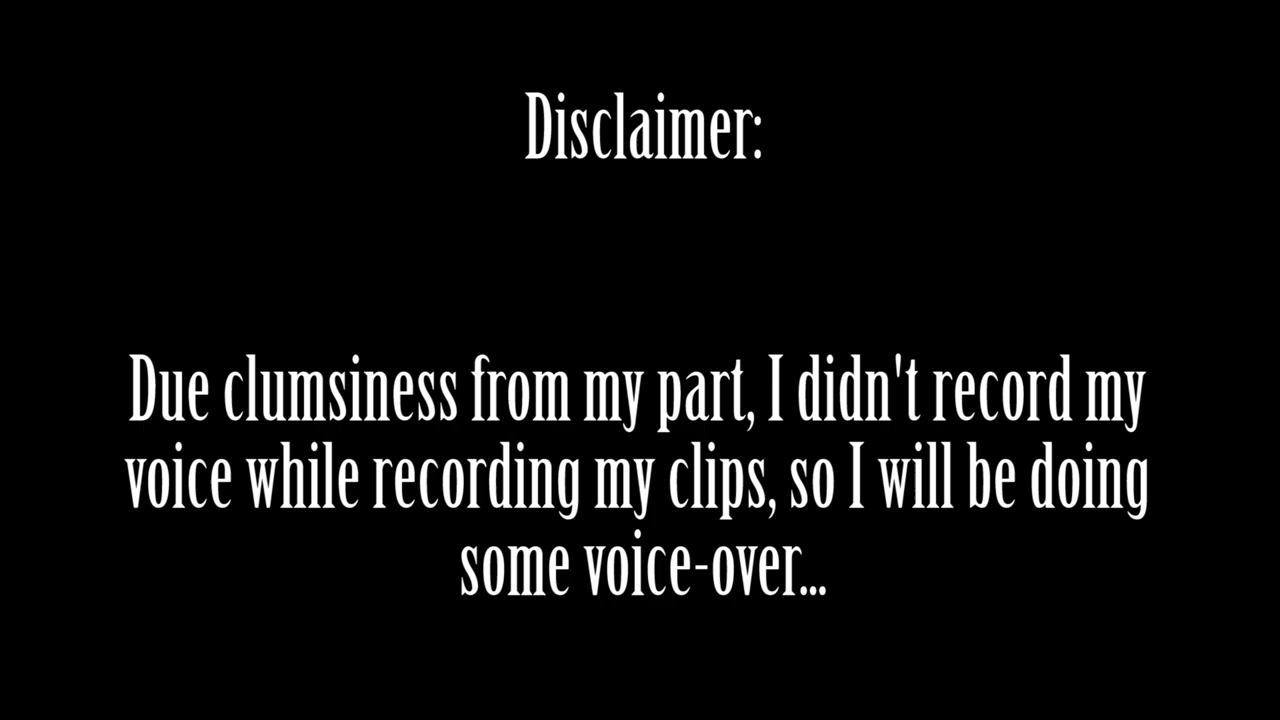 Disclaimer:
Due clumsiness from my part, I didn't record my
voice while recording my clips, so I will be doing
some voice-over...